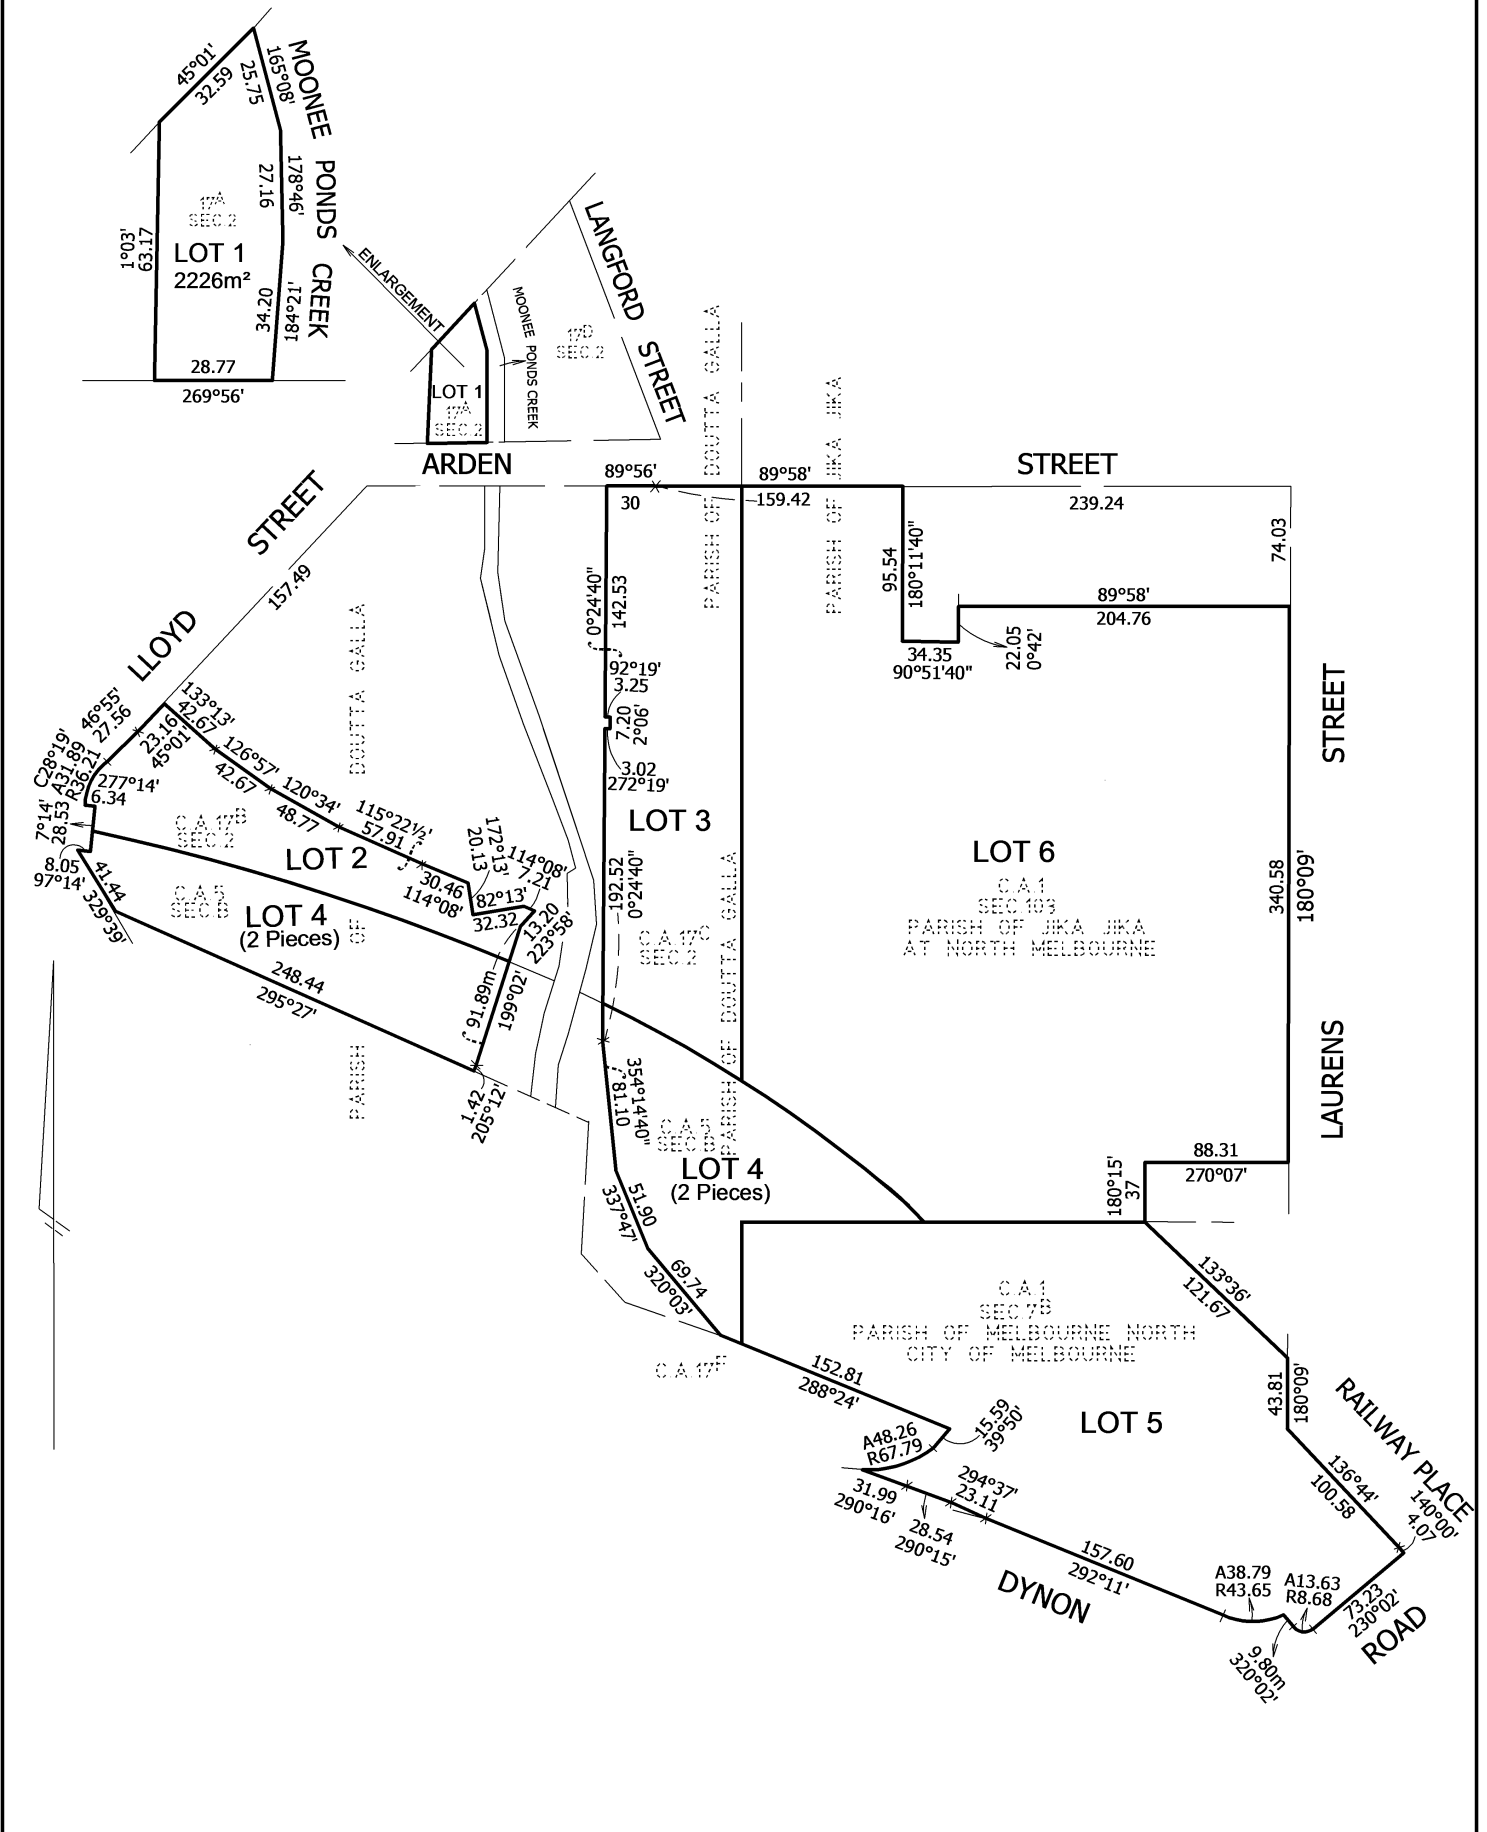 45°01'
32.59
165°08'
25.75
MOONEE PONDS CREEK
178°46'
27.16
17A
SEC.2
LOT 1
2226m²
1°03'
63.17
34.20
184°21'
28.77
269°56'
ENLARGEMENT
LANGFORD STREET
MOONEE PONDS CREEK
17D
SEC.2
LOT 1
17A
SEC.2
PARISH OF DOUTTA GALLA
PARISH OF JIKA JIKA
ARDEN
STREET
89°56'
30
89°58'
159.42
239.24
74.03
LLOYD STREET
157.49
95.54
180°11'40"
89°58'
204.76
34.35
90°51'40"
22.05
0°42'
0°24'40"
142.53
92°19'
3.25
7.20
2°06'
3.02
272°19'
PARISH OF DOUTTA GALLA
46°55'
27.56
133°13'
42.67
23.16
45°01'
C28°19'
A31.89
R36.21
277°14'
6.34
126°57'
42.67
120°34'
48.77
115°22½'
57.91
7°14'
28.53
8.05
97°14'
C.A.17B
SEC.2
LOT 2
172°13'
20.13
114°08'
7.21
30.46
114°08'
82°13'
32.32
13.20
223°58'
41.44
329°39'
C.A.5
SEC.B
LOT 4
(2 Pieces)
248.44
295°27'
91.89m
199°02'
1.42
205°12'
LOT 3
192.52
0°24'40"
C.A.17C
SEC.2
PARISH OF DOUTTA GALLA
LOT 6
C.A.1
SEC 103
PARISH OF JIKA JIKA
AT NORTH MELBOURNE
340.58
180°09'
LAURENS STREET
354°14'40"
81.10
C.A.5
SEC.B
LOT 4
(2 Pieces)
51.90
337°47'
69.74
320°03'
88.31
270°07'
180°15'
37
133°36'
121.67
C.A.1
SEC 7B
PARISH OF MELBOURNE NORTH
CITY OF MELBOURNE
C.A.17F
152.81
288°24'
LOT 5
43.81
180°09'
RAILWAY PLACE
15.59
39°50'
A48.26
R67.79
31.99
290°16'
28.54
290°15'
294°37'
23.11
136°44'
100.58
140°00'
4.07
157.60
292°11'
DYNON
A38.79
R43.65
A13.63
R8.68
73.23
230°02'
ROAD
9.80m
320°02'